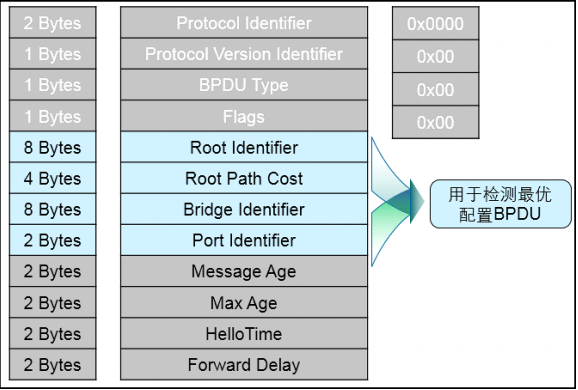 2 Bytes Protocol Identifier 0x0000
1 Bytes Protocol Version Identifier 0x00
1 Bytes BPDU Type 0x00
1 Bytes Flags 0x00
8 Bytes Root Identifier
4 Bytes Root Path Cost
8 Bytes Bridge Identifier
2 Bytes Port Identifier
用于检测最优
配置BPDU
2 Bytes Message Age
2 Bytes Max Age
2 Bytes HelloTime
2 Bytes Forward Delay